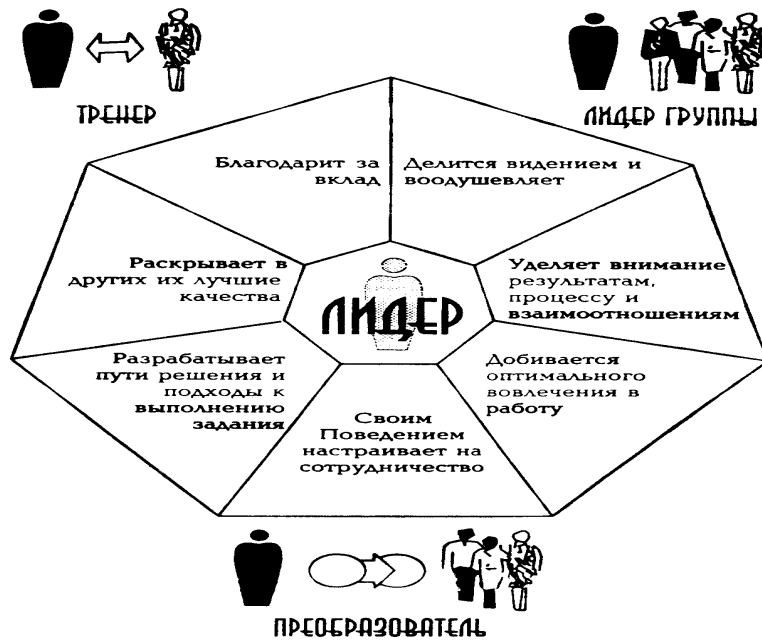 ТРЕНЕР
ЛИДЕР ГРУППЫ
Благодарит за
вклад
Делится видением и
воодушевляет
Раскрывает в
других их лучшие
качества
Уделяет внимание
результатам,
процессу и
взаимоотношениям
ЛИДЕР
Разрабатывает
пути решения и
подходы к
выполнению
задания
Добивается
оптимального
вовлечения в
работу
Своим
Поведением
настраивает на
сотрудничество
ПРЕОБРАЗОВАТЕЛЬ